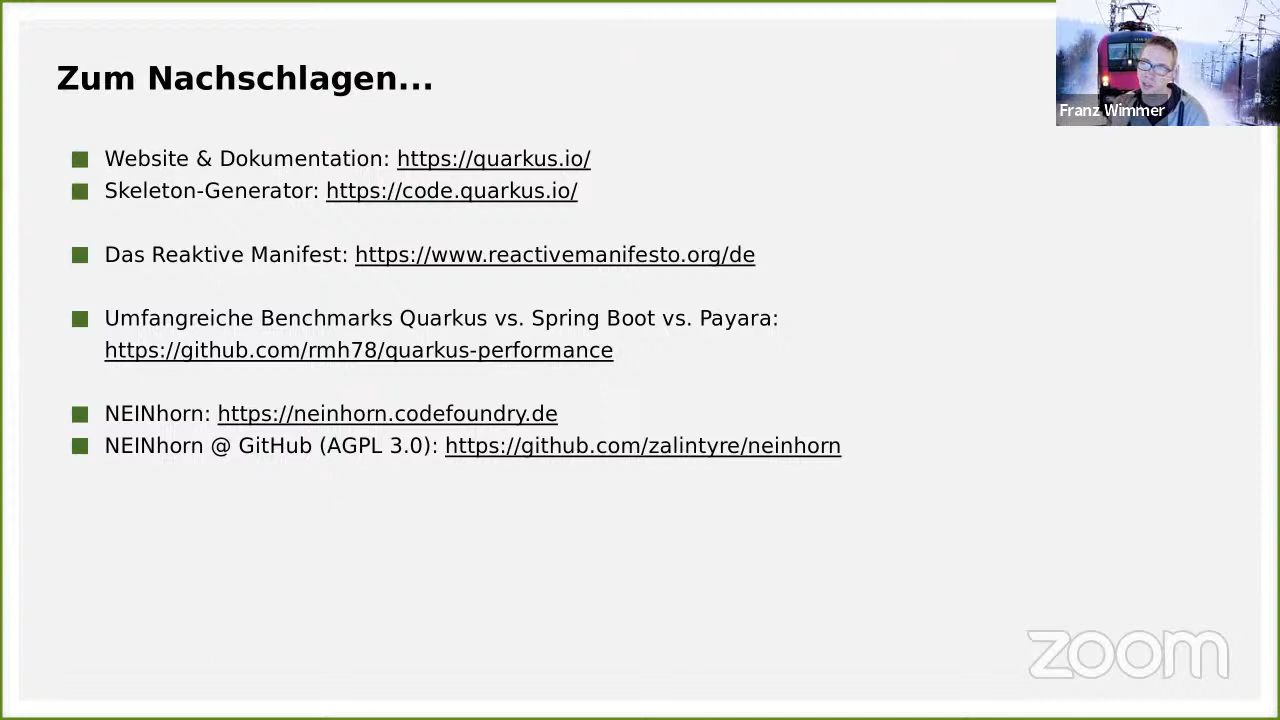 Zum Nachschlagen...
Franz Wimmer
Website & Dokumentation: https://quarkus.io/
Skeleton-Generator: https://code.quarkus.io/
Das Reaktive Manifest: https://www.reactivemanifesto.org/de
Umfangreiche Benchmarks Quarkus vs. Spring Boot vs. Payara:
https://github.com/rmh78/quarkus-performance
NEINhorn: https://neinhorn.codefoundry.de
NEINhorn @ GitHub (AGPL 3.0): https://github.com/zalintyre/neinhorn
zoom